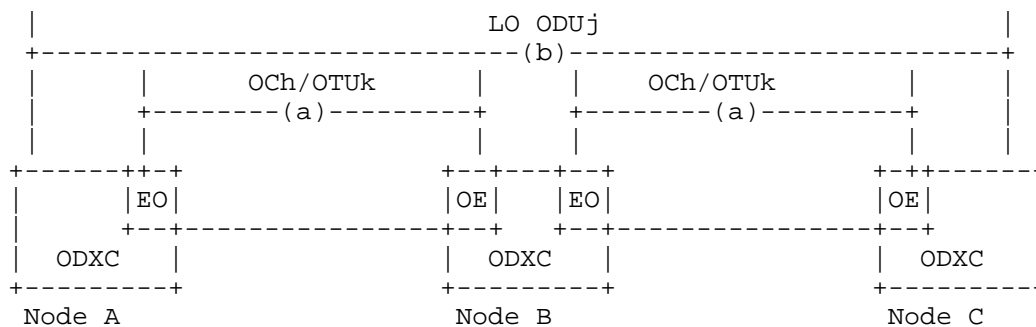 LO ODUj
(b)
OCh/OTUk OCh/OTUk
(a) (a)
EO OE EO OE
ODXC ODXC ODXC
Node A Node B Node C